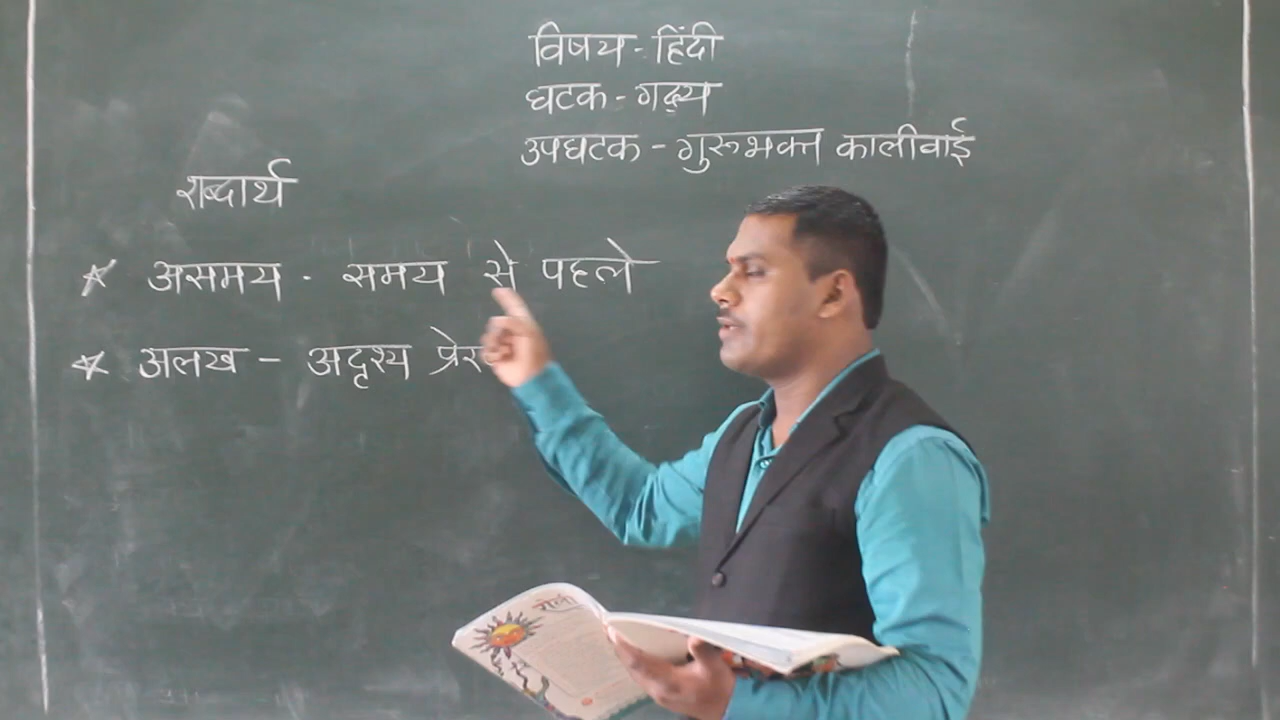 विषय - हिंदी
घटक - गद्य
उपघटक - गुरुभक्त कालीबाई
शब्दार्थ
★ असमय - समय से पहले
★ अलख - अदृश्य